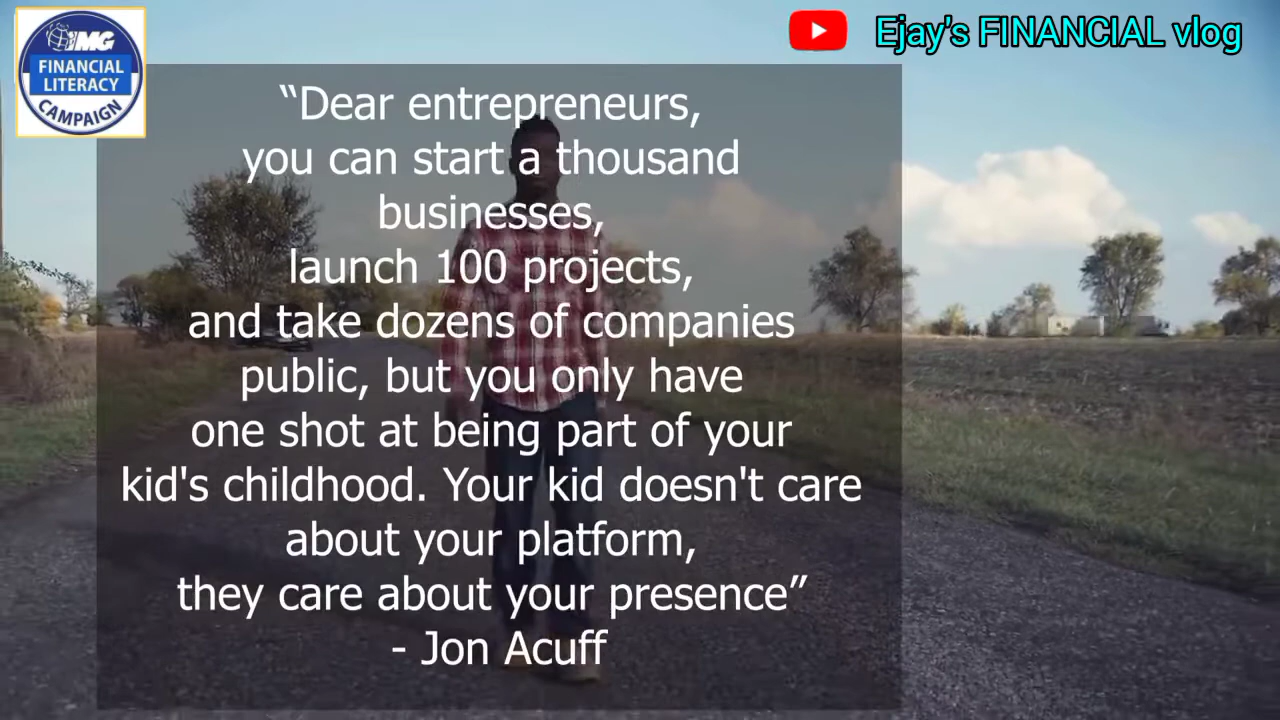 IMG
FINANCIAL
LITERACY
CAMPAIGN
Ejay's FINANCIAL vlog
“Dear entrepreneurs,
you can start a thousand
businesses,
launch 100 projects,
and take dozens of companies
public, but you only have
one shot at being part of your
kid's childhood. Your kid doesn't care
about your platform,
they care about your presence”
- Jon Acuff